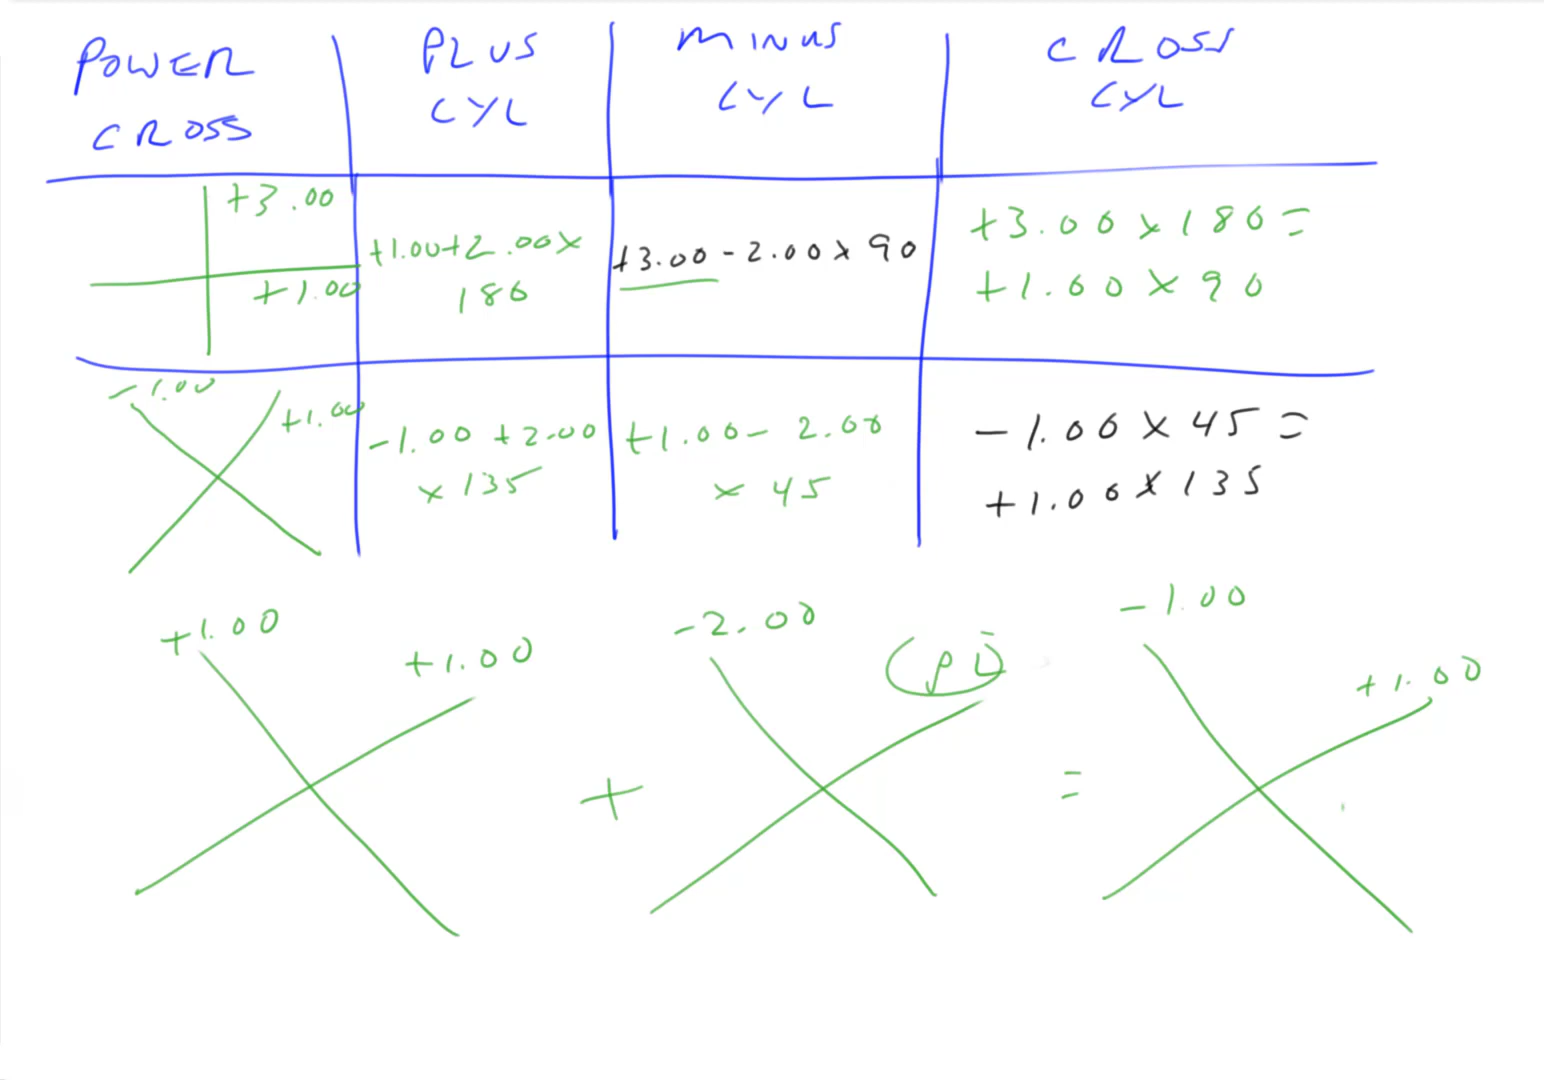 POWER
CROSS
PLUS
CYL
MINUS
CYL
CROSS
CYL
+3.00
+1.00
+1.00+2.00x
180
+3.00-2.00x90
+3.00x180=
+1.00x90
-1.00
+1.00
-1.00+2.00
x135
+1.00-2.00
x45
-1.00x45=
+1.00x135
+1.00
+1.00
+
-2.00
(pl)
=
-1.00
+1.00